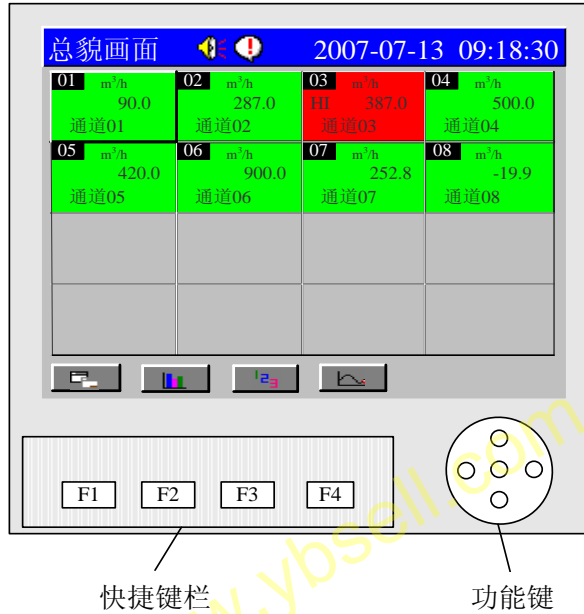 总貌画面 2007-07-13 09:18:30
01 m³/h 02 m³/h 03 m³/h 04 m³/h
90.0 287.0 HI 387.0 500.0
通道01 通道02 通道03 通道04
05 m³/h 06 m³/h 07 m³/h 08 m³/h
420.0 900.0 252.8 -19.9
通道05 通道06 通道07 通道08
123
F1 F2 F3 F4
快捷键栏 功能键
www.ybsell.com